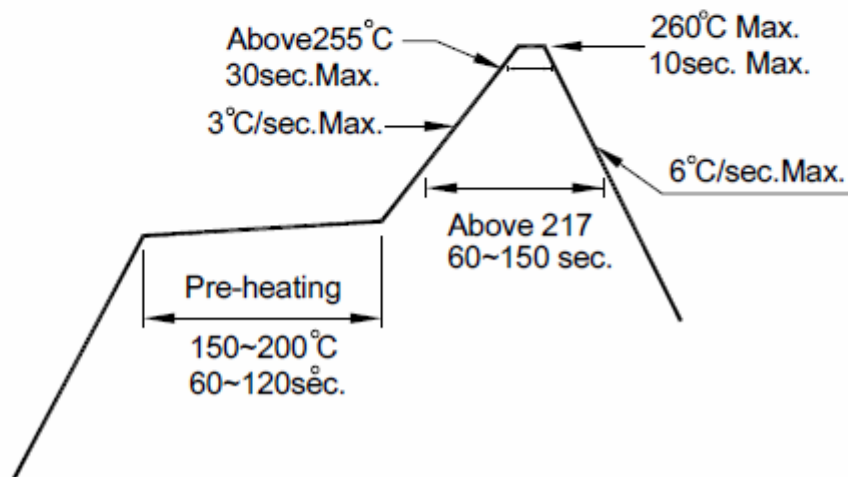 Above255°C
30sec.Max.
260°C Max.
10sec. Max.
3°C/sec.Max.
6°C/sec.Max.
Above 217
60~150 sec.
Pre-heating
150~200°C
60~120sec.